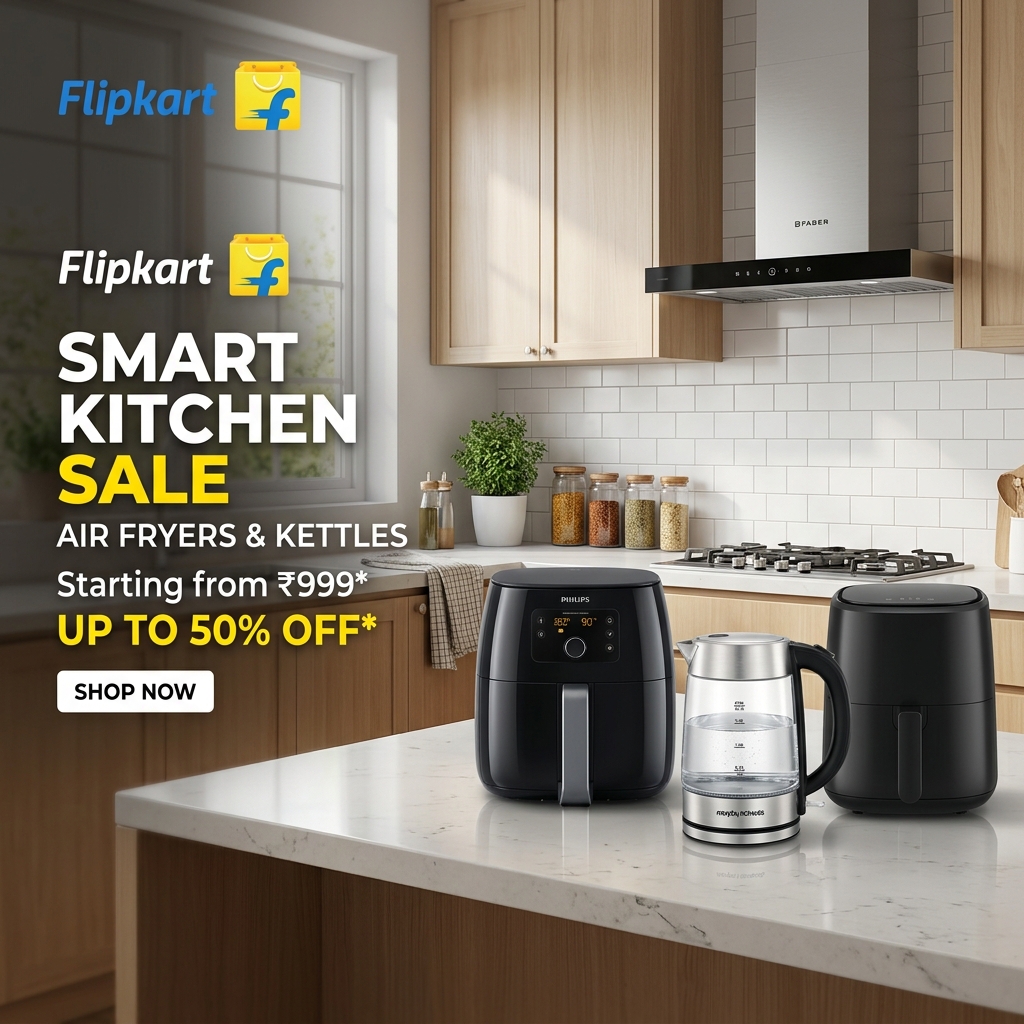 Flipkart
Flipkart
SMART
KITCHEN
SALE
AIR FRYERS & KETTLES
Starting from ₹999*
UP TO 50% OFF*
SHOP NOW
FABER
PHILIPS
90